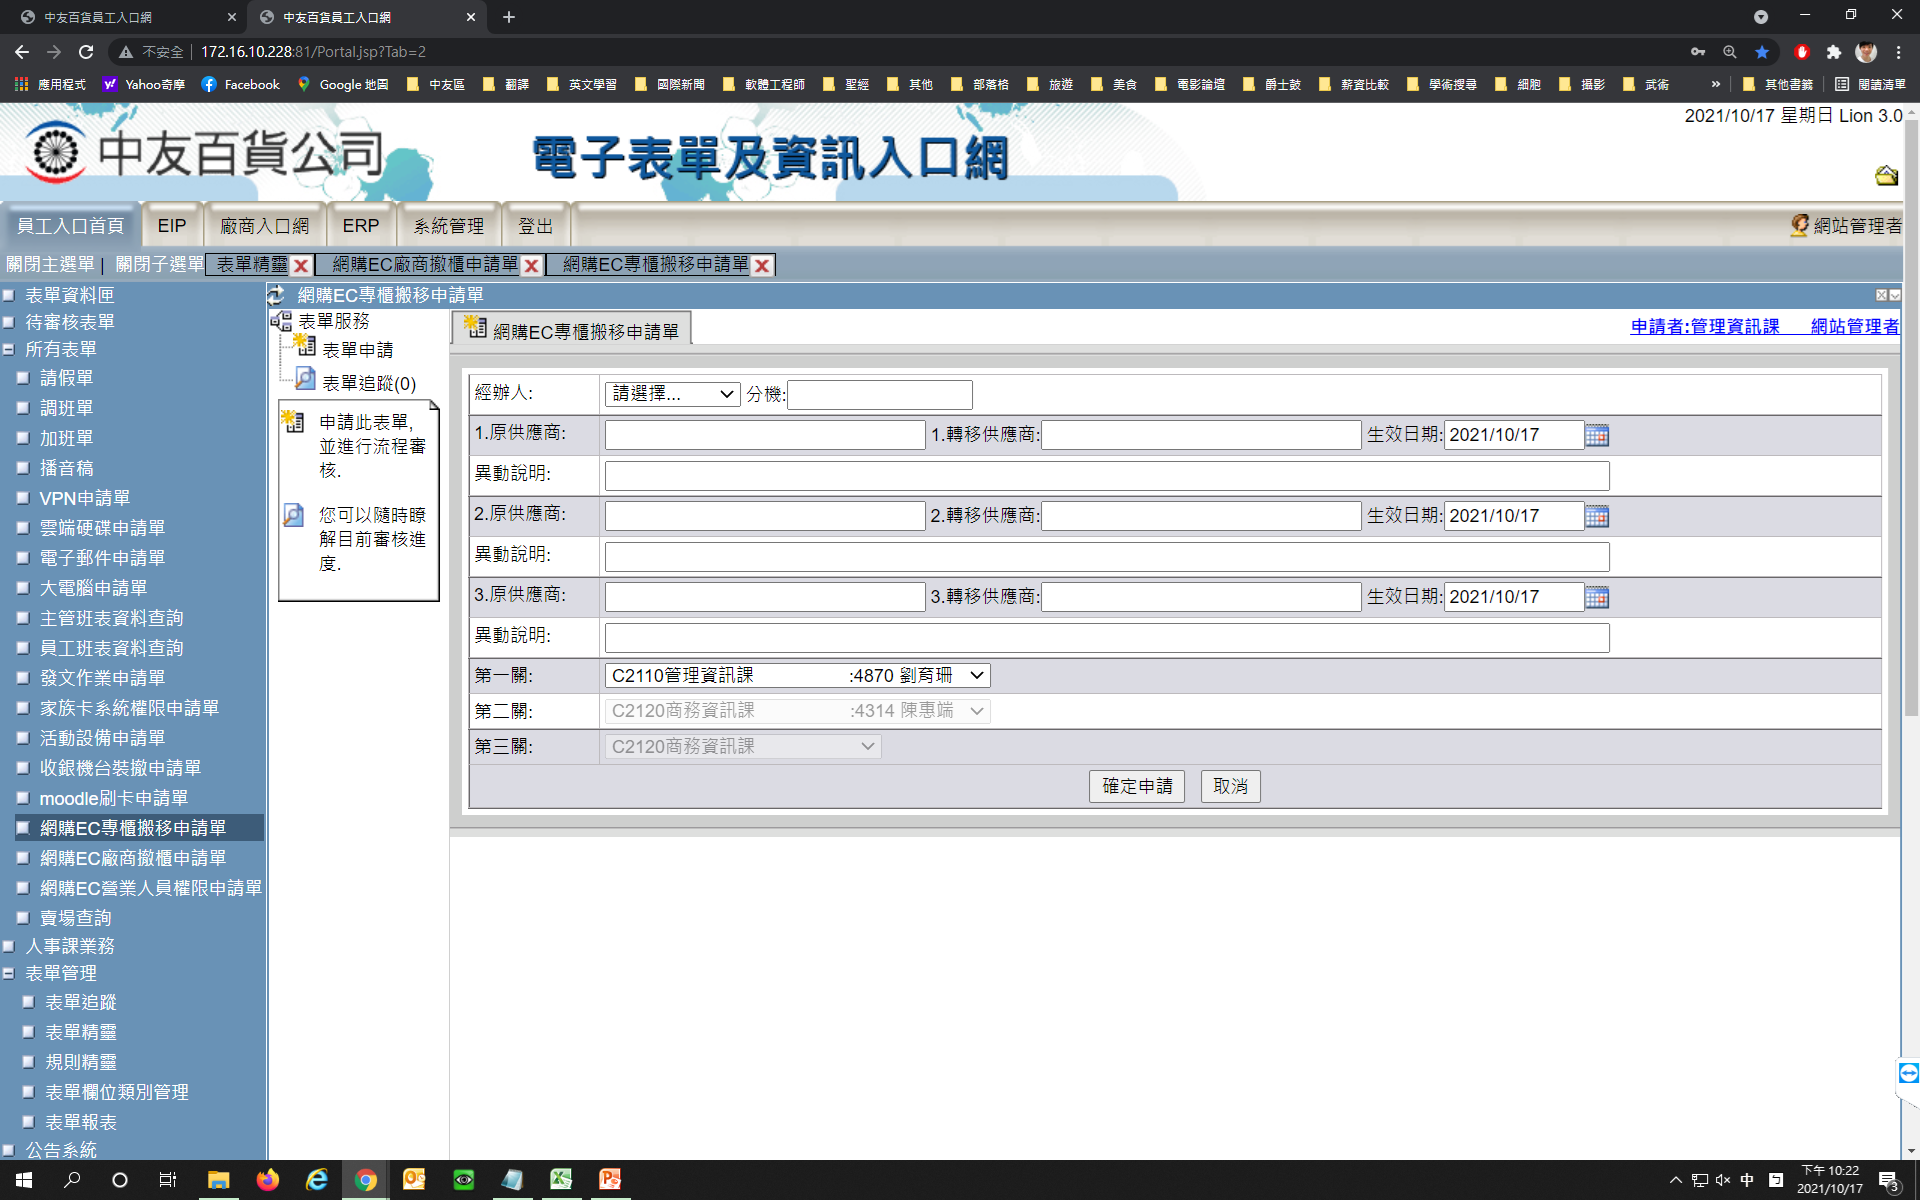 中友百貨員工入口網
中友百貨員工入口網
不安全 172.16.10.228:81/Portal.jsp?Tab=2
應用程式 Yahoo奇摩 Facebook Google 地圖 中友區 翻譯 英文學習 國際新聞 軟體工程師 聖經 其他 部落格 旅遊 美食 電影論壇 爵士鼓 薪資比較 學術搜尋 細胞 攝影 武術 » 其他書籤 閱讀清單
2021/10/17 星期日 Lion 3.0
中友百貨公司
電子表單及資訊入口網
員工入口首頁 EIP 廠商入口網 ERP 系統管理 登出 網站管理者
關閉主選單 | 關閉子選單 表單精靈 網購EC廠商撤櫃申請單 網購EC專櫃搬移申請單
表單資料匣
待審核表單
所有表單
請假單
調班單
加班單
播音稿
VPN申請單
雲端硬碟申請單
電子郵件申請單
大電腦申請單
主管班表資料查詢
員工班表資料查詢
發文作業申請單
家族卡系統權限申請單
活動設備申請單
收銀機台裝撤申請單
moodle刷卡申請單
網購EC專櫃搬移申請單
網購EC廠商撤櫃申請單
網購EC營業人員權限申請單
賣場查詢
人事課業務
表單管理
表單追蹤
表單精靈
規則精靈
表單欄位類別管理
表單報表
公告系統
網購EC專櫃搬移申請單
表單服務
表單申請
表單追蹤(0)
申請此表單,
並進行流程審
核.
您可以隨時瞭
解目前審核進
度.
網購EC專櫃搬移申請單
申請者:管理資訊課 網站管理者
經辦人: 請選擇... 分機:
1.原供應商: 1.轉移供應商: 生效日期: 2021/10/17
異動說明:
2.原供應商: 2.轉移供應商: 生效日期: 2021/10/17
異動說明:
3.原供應商: 3.轉移供應商: 生效日期: 2021/10/17
異動說明:
第一關: C2110管理資訊課 :4870 劉育珊
第二關: C2120商務資訊課 :4314 陳惠端
第三關: C2120商務資訊課
確定申請 取消
中
下午 10:22
2021/10/17
3